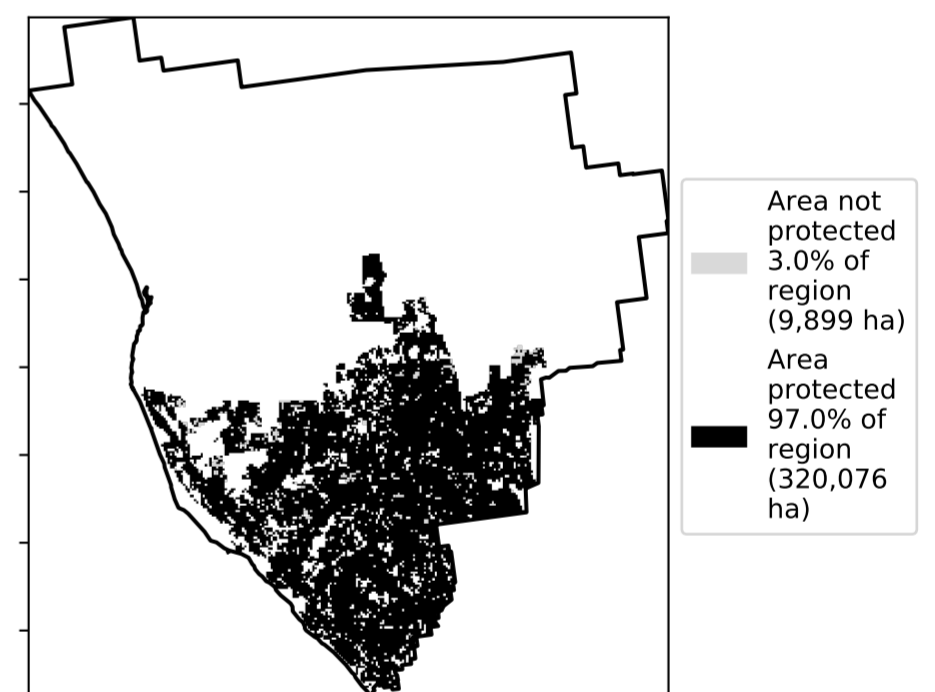 Area not
protected
3.0% of
region
(9,899 ha)
Area
protected
97.0% of
region
(320,076
ha)